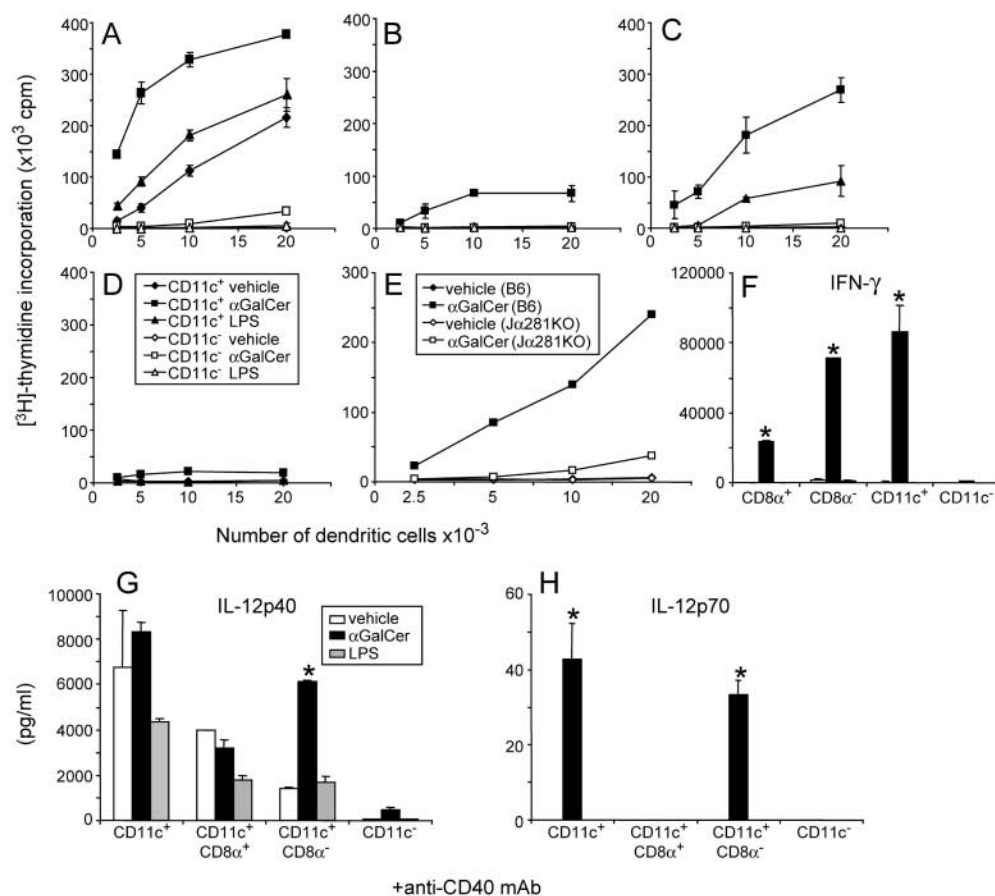 A
B
C
400
300
200
100
0
0 5 10 20
400
300
200
100
0
0 5 10 20
400
300
200
100
0
0 5 10 20
[³H]-thymidine incorporation (x10³ cpm)
D
400
300
200
100
0
0 5 10 20
CD11c⁺ vehicle
CD11c⁺ αGalCer
CD11c⁺ LPS
CD11c⁻ vehicle
CD11c⁻ αGalCer
CD11c⁻ LPS
E
300
200
100
0
0 2.5 5 10 20
vehicle (B6)
αGalCer (B6)
vehicle (Jα281KO)
αGalCer (Jα281KO)
F
IFN-γ
120000
80000
40000
0
* * *
CD8α⁺ CD8α⁻ CD11c⁺ CD11c⁻
Number of dendritic cells x10⁻³
G
IL-12p40
10000
8000
6000
4000
2000
0
(pg/ml)
vehicle
αGalCer
LPS
*
CD11c⁺ CD11c⁺ CD11c⁺ CD11c⁻
CD8α⁺ CD8α⁻
H
IL-12p70
60
40
20
0
* *
CD11c⁺ CD11c⁺ CD11c⁺ CD11c⁻
CD8α⁺ CD8α⁻
+anti-CD40 mAb